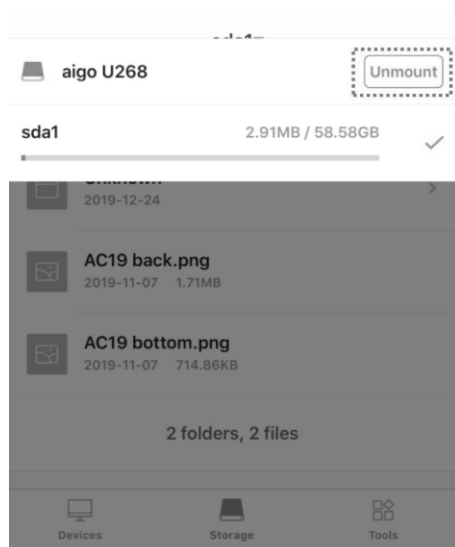 aigo U268
Unmount
sda1
2.91MB / 58.58GB
2019-12-24
AC19 back.png
2019-11-07 1.71MB
AC19 bottom.png
2019-11-07 714.86KB
2 folders, 2 files
Devices
Storage
Tools